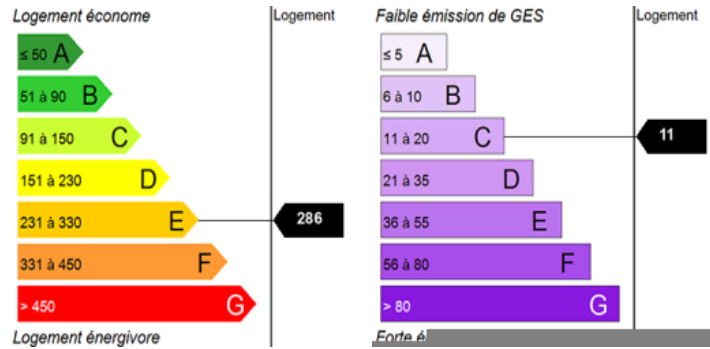 Logement économe
Logement
≤ 50 A
51 à 90 B
91 à 150 C
151 à 230 D
231 à 330 E
286
331 à 450 F
> 450 G
Logement énergivore
Faible émission de GES
Logement
≤ 5 A
6 à 10 B
11 à 20 C
11
21 à 35 D
36 à 55 E
56 à 80 F
> 80 G
Forte é